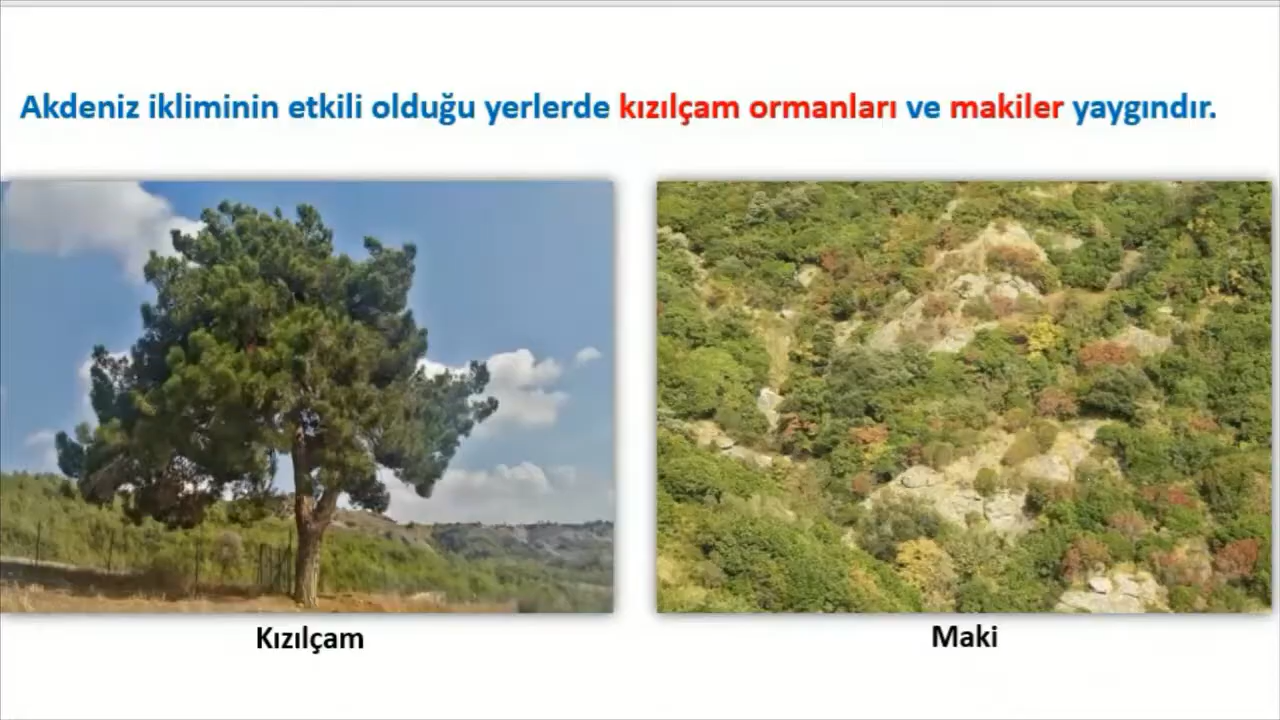 Akdeniz ikliminin etkili olduğu yerlerde kızılçam ormanları ve makiler yaygındır.
Kızılçam
Maki